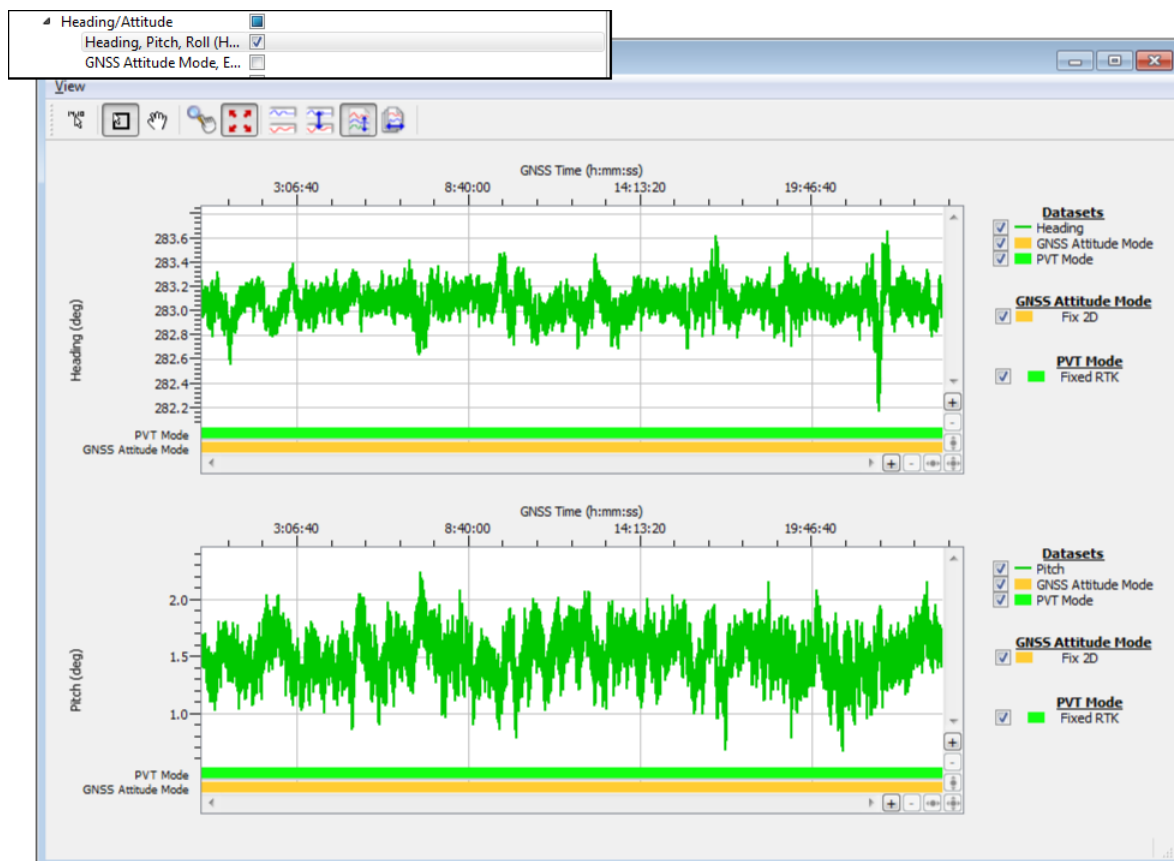 Heading/Attitude
Heading, Pitch, Roll (H...
GNSS Attitude Mode, E...
View
GNSS Time (h:mm:ss)
3:06:40 8:40:00 14:13:20 19:46:40
Heading (deg)
283.6
283.4
283.2
283.0
282.8
282.6
282.4
282.2
PVT Mode
GNSS Attitude Mode
Datasets
Heading
GNSS Attitude Mode
PVT Mode
GNSS Attitude Mode
Fix 2D
PVT Mode
Fixed RTK
GNSS Time (h:mm:ss)
3:06:40 8:40:00 14:13:20 19:46:40
Pitch (deg)
2.0
1.5
1.0
PVT Mode
GNSS Attitude Mode
Datasets
Pitch
GNSS Attitude Mode
PVT Mode
GNSS Attitude Mode
Fix 2D
PVT Mode
Fixed RTK